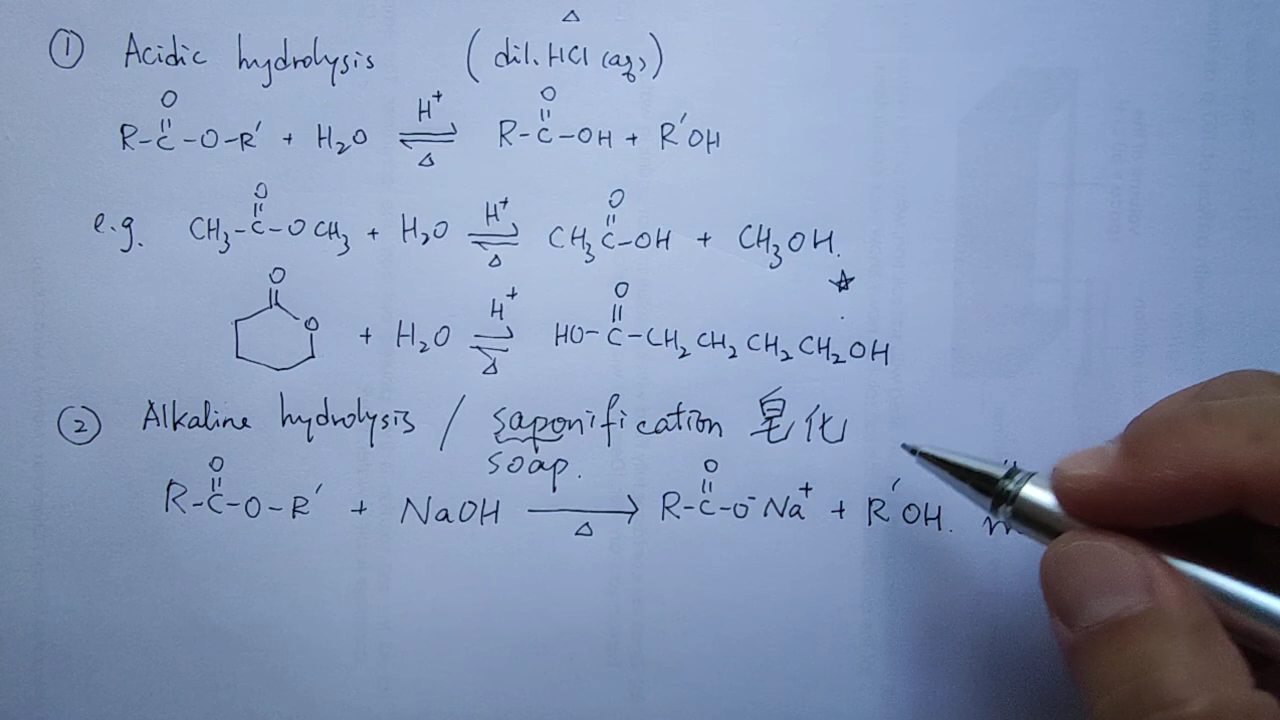 ① Acidic hydrolysis (dil. HCl (aq)) △
R-C(=O)-O-R' + H2O ⇌ R-C(=O)-OH + R'OH H+ △
e.g. CH3-C(=O)-OCH3 + H2O ⇌ CH3C(=O)-OH + CH3OH. H+ △
O O + H2O ⇌ HO-C(=O)-CH2CH2CH2CH2OH H+ △ ☆
② Alkaline hydrolysis / saponification 皂化
soap.
R-C(=O)-O-R' + NaOH → R-C(=O)-O⁻Na⁺ + R'OH. △